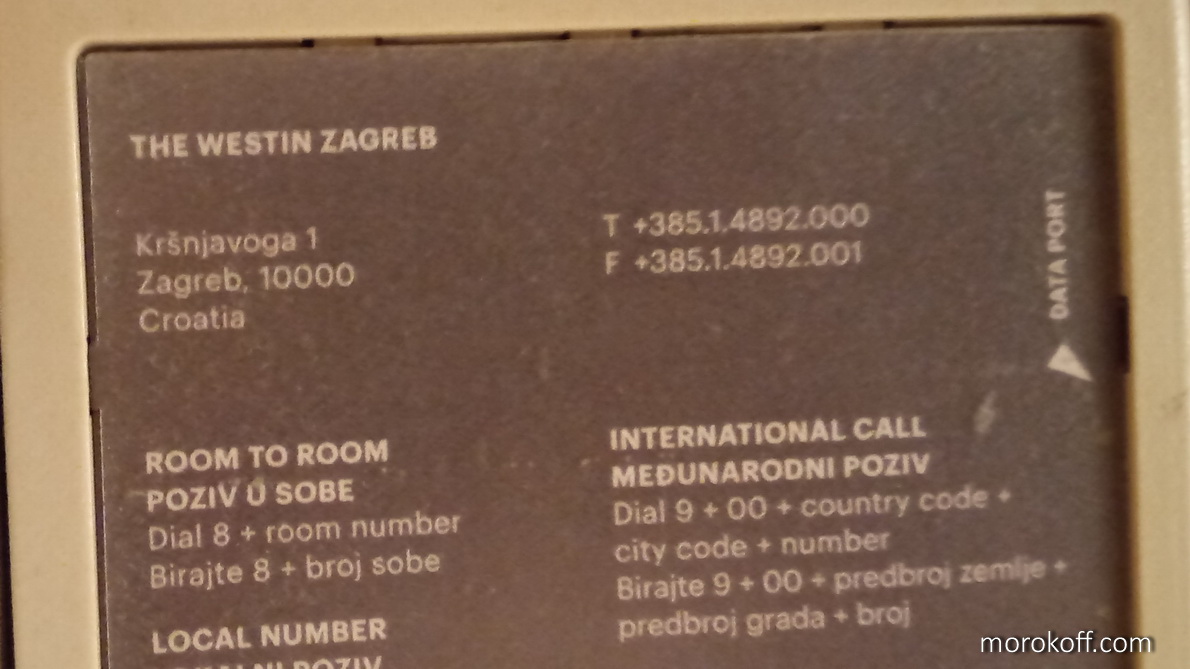 THE WESTIN ZAGREB
Kršnjavoga 1
Zagreb, 10000
Croatia
T +385.1.4892.000
F +385.1.4892.001
DATA PORT
ROOM TO ROOM
POZIV U SOBE
Dial 8 + room number
Birajte 8 + broj sobe
INTERNATIONAL CALL
MEĐUNARODNI POZIV
Dial 9 + 00 + country code +
city code + number
Birajte 9 + 00 + predbroj zemlje +
predbroj grada + broj
LOCAL NUMBER
POZIV
morokoff.com